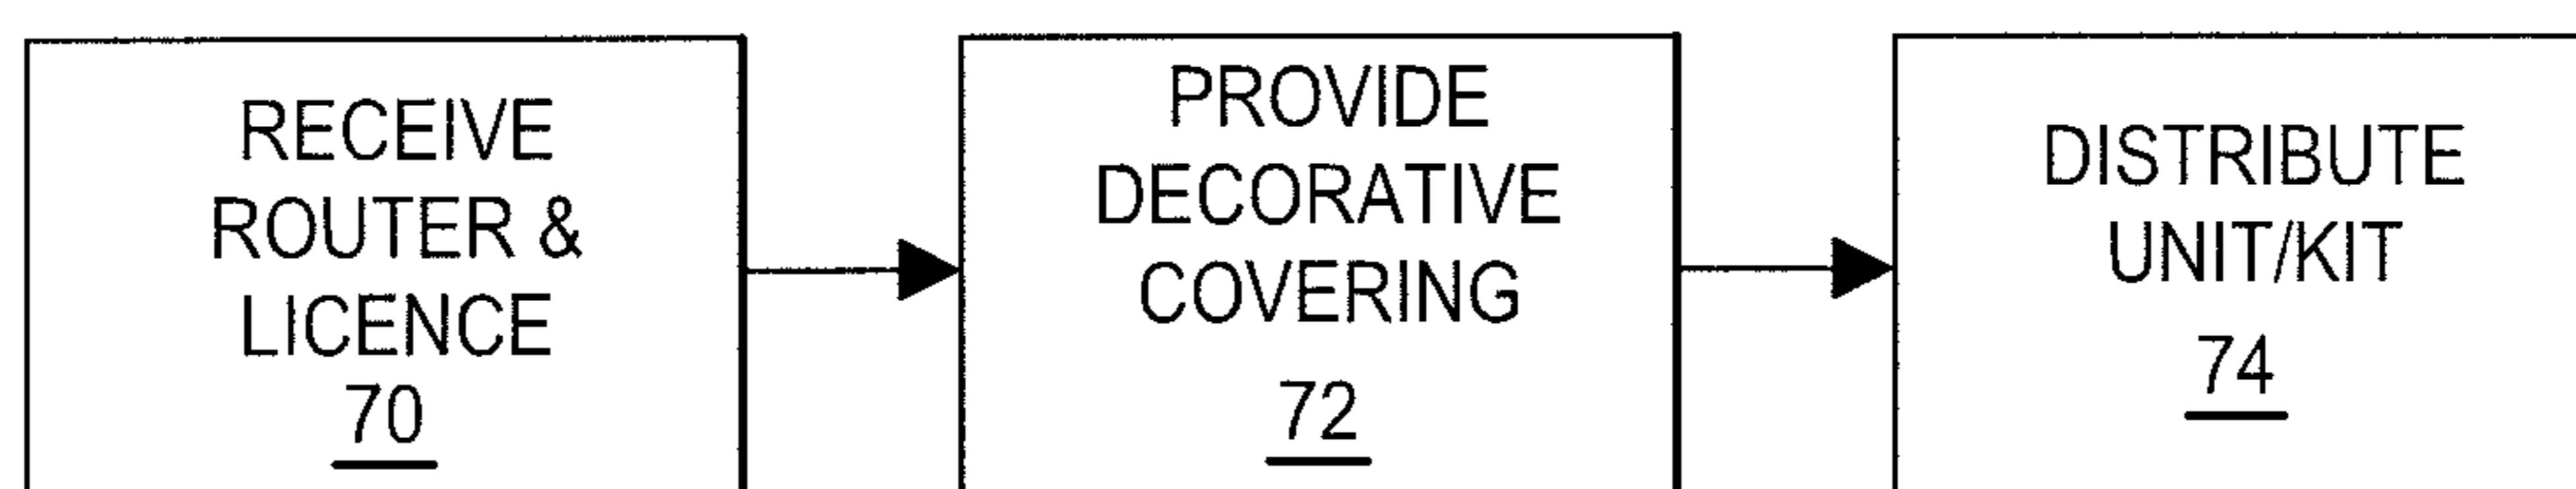 RECEIVE
ROUTER &
LICENCE
70
PROVIDE
DECORATIVE
COVERING
72
DISTRIBUTE
UNIT/KIT
74